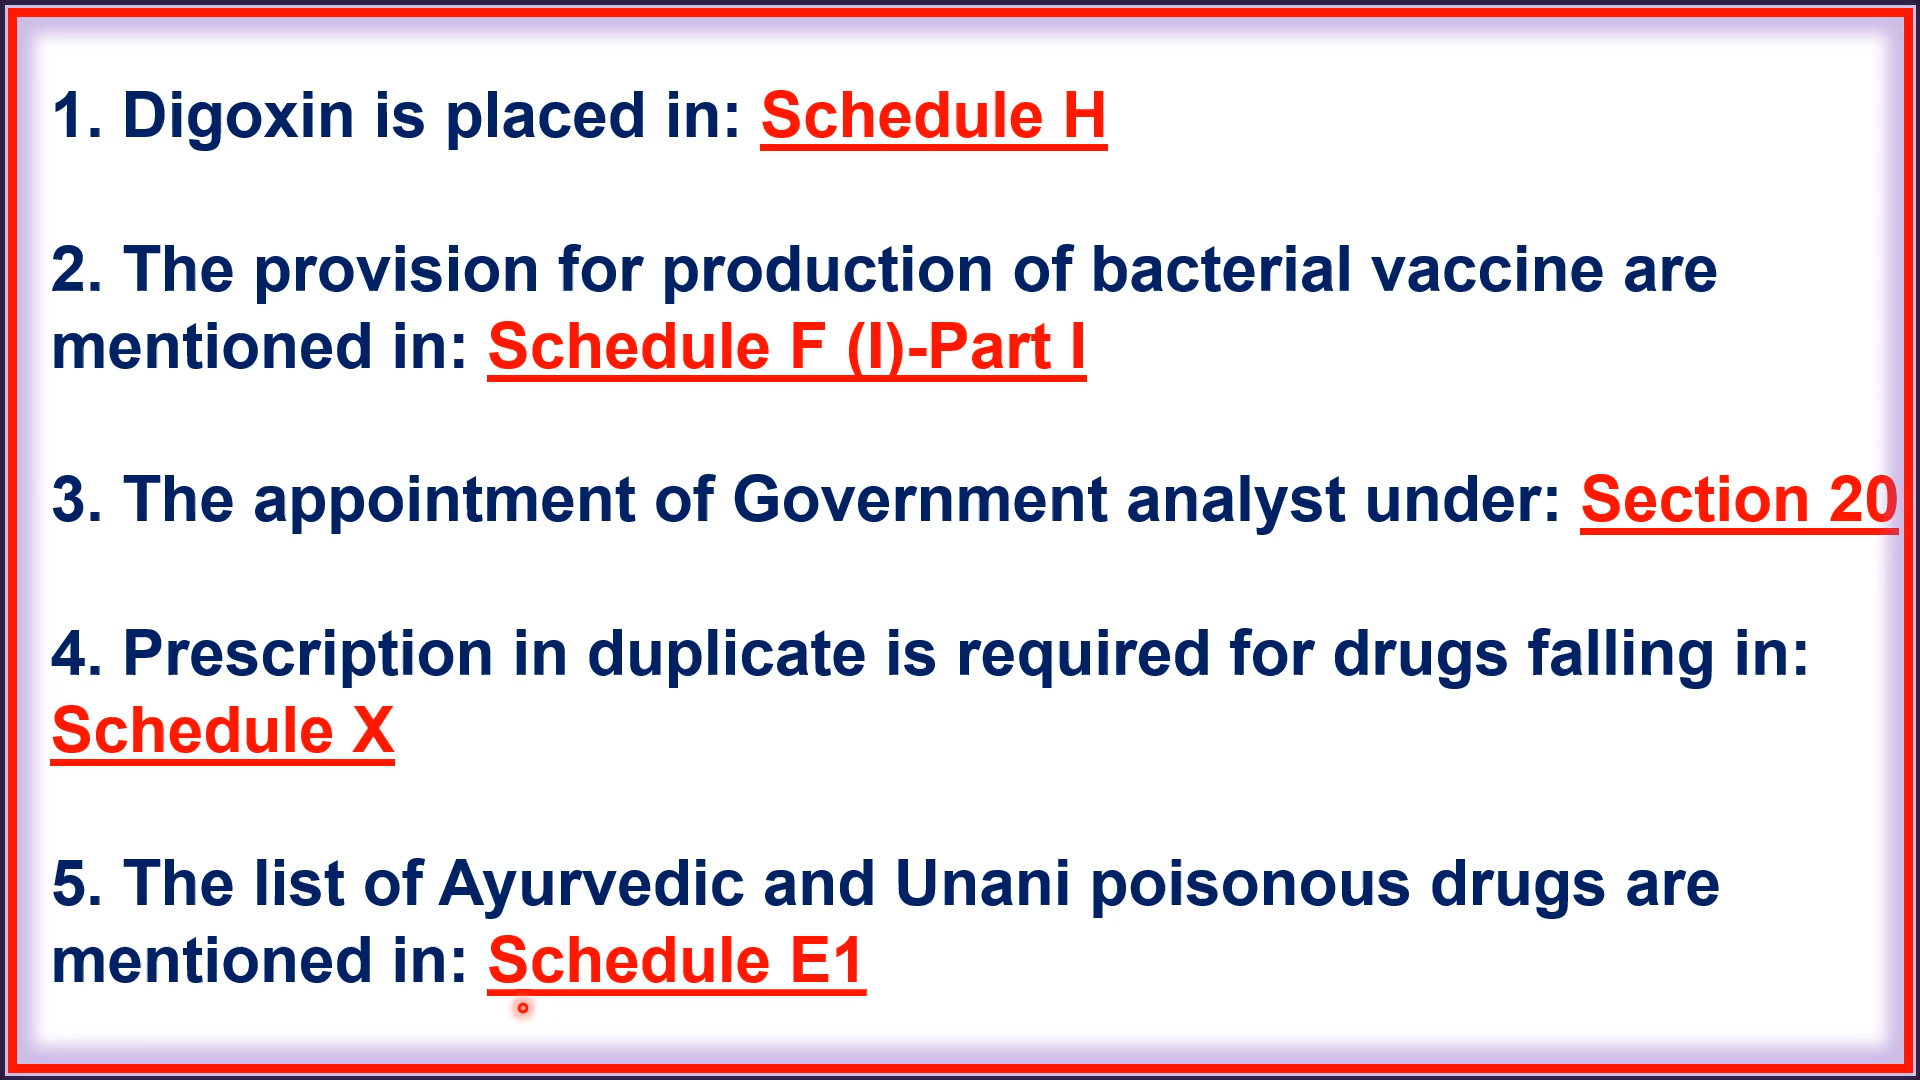 1. Digoxin is placed in: Schedule H
2. The provision for production of bacterial vaccine are
mentioned in: Schedule F (I)-Part I
3. The appointment of Government analyst under: Section 20
4. Prescription in duplicate is required for drugs falling in:
Schedule X
5. The list of Ayurvedic and Unani poisonous drugs are
mentioned in: Schedule E1